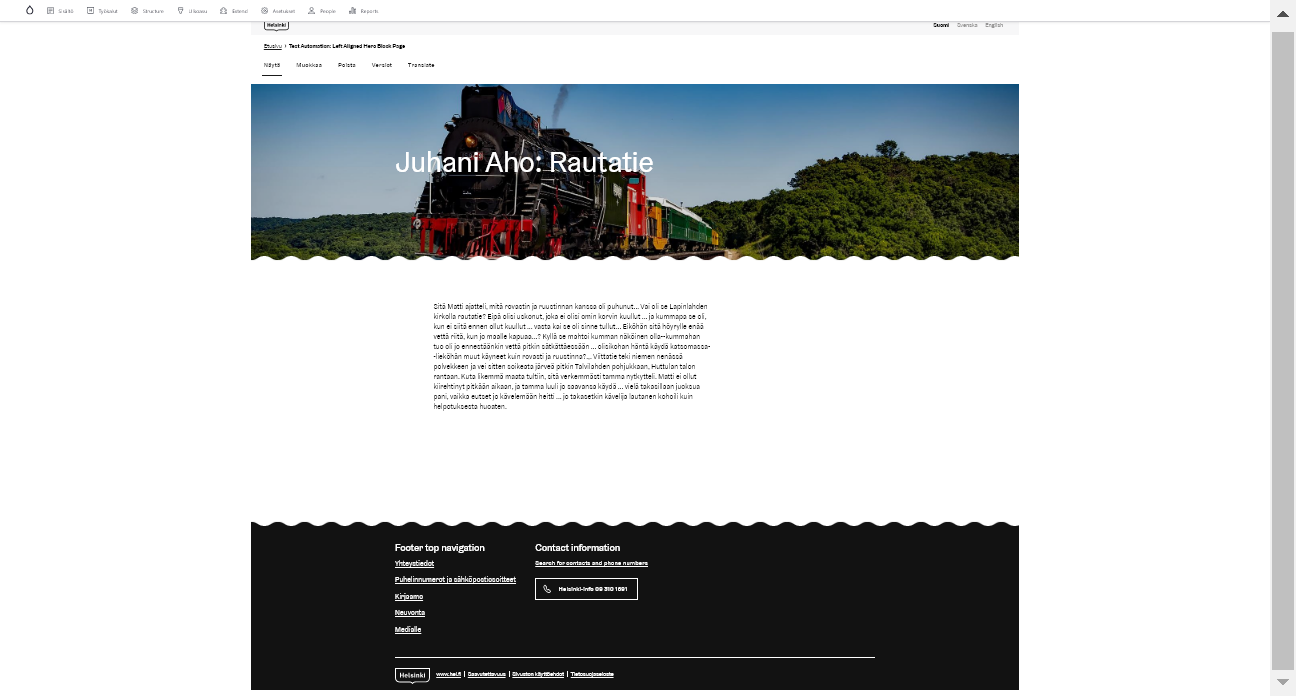 Sisältö Työkalut Structure Ulkoasu Extend Asetukset People Reports
Helsinki Suomi Svenska English
Etusivu › Test Automation: Left Aligned Hero Block Page
Näytä Muokkaa Poista Versiot Translate
Juhani Aho: Rautatie
Sitä Matti ajatteli, mitä rovastin ja ruustinnan kanssa oli puhunut... Vai oli se Lapinlahden
kirkolla rautatie? Eipä olisi uskonut, joka ei olisi omin korvin kuullut ... ja kummapa se oli,
kun ei siitä ennen ollut kuullut ... vasta kai se oli sinne tullut... Eiköhän sitä höyrylle enää
vettä riitä, kun jo maalle kapuaa...? Kyllä se mahtoi kumman näköinen olla--kummahan
tuo oli jo ennestäänkin vettä pitkin sätkättäessään ... olisikohan häntä käydä katsomassa-
-lieköhän muut käyneet kuin rovasti ja ruustinna?... Viittatie teki niemen nenässä
polvekkeen ja vei sitten soikeata järveä pitkin Talvilahden pohjukkaan, Huttulan talon
rantaan. Kuta likemmä maata tultiin, sitä verkemmästi tamma nytkytteli. Matti ei ollut
kiirehtinyt pitkään aikaan, ja tamma luuli jo saavansa käydä ... vielä takasillaan juoksua
pani, vaikka eutset jo kävelemään heitti ... jo takasetkin kävelijä lautanen kohoili kuin
helpotuksesta huoaten.
Footer top navigation
Yhteystiedot
Puhelinnumerot ja sähköpostiosoitteet
Kirjaamo
Neuvonta
Medialle
Contact information
Search for contacts and phone numbers
Helsinki-info 09 310 1691
Helsinki www.hel.fi | Saavutettavuus | Sivuston käyttöehdot | Tietosuojaseloste